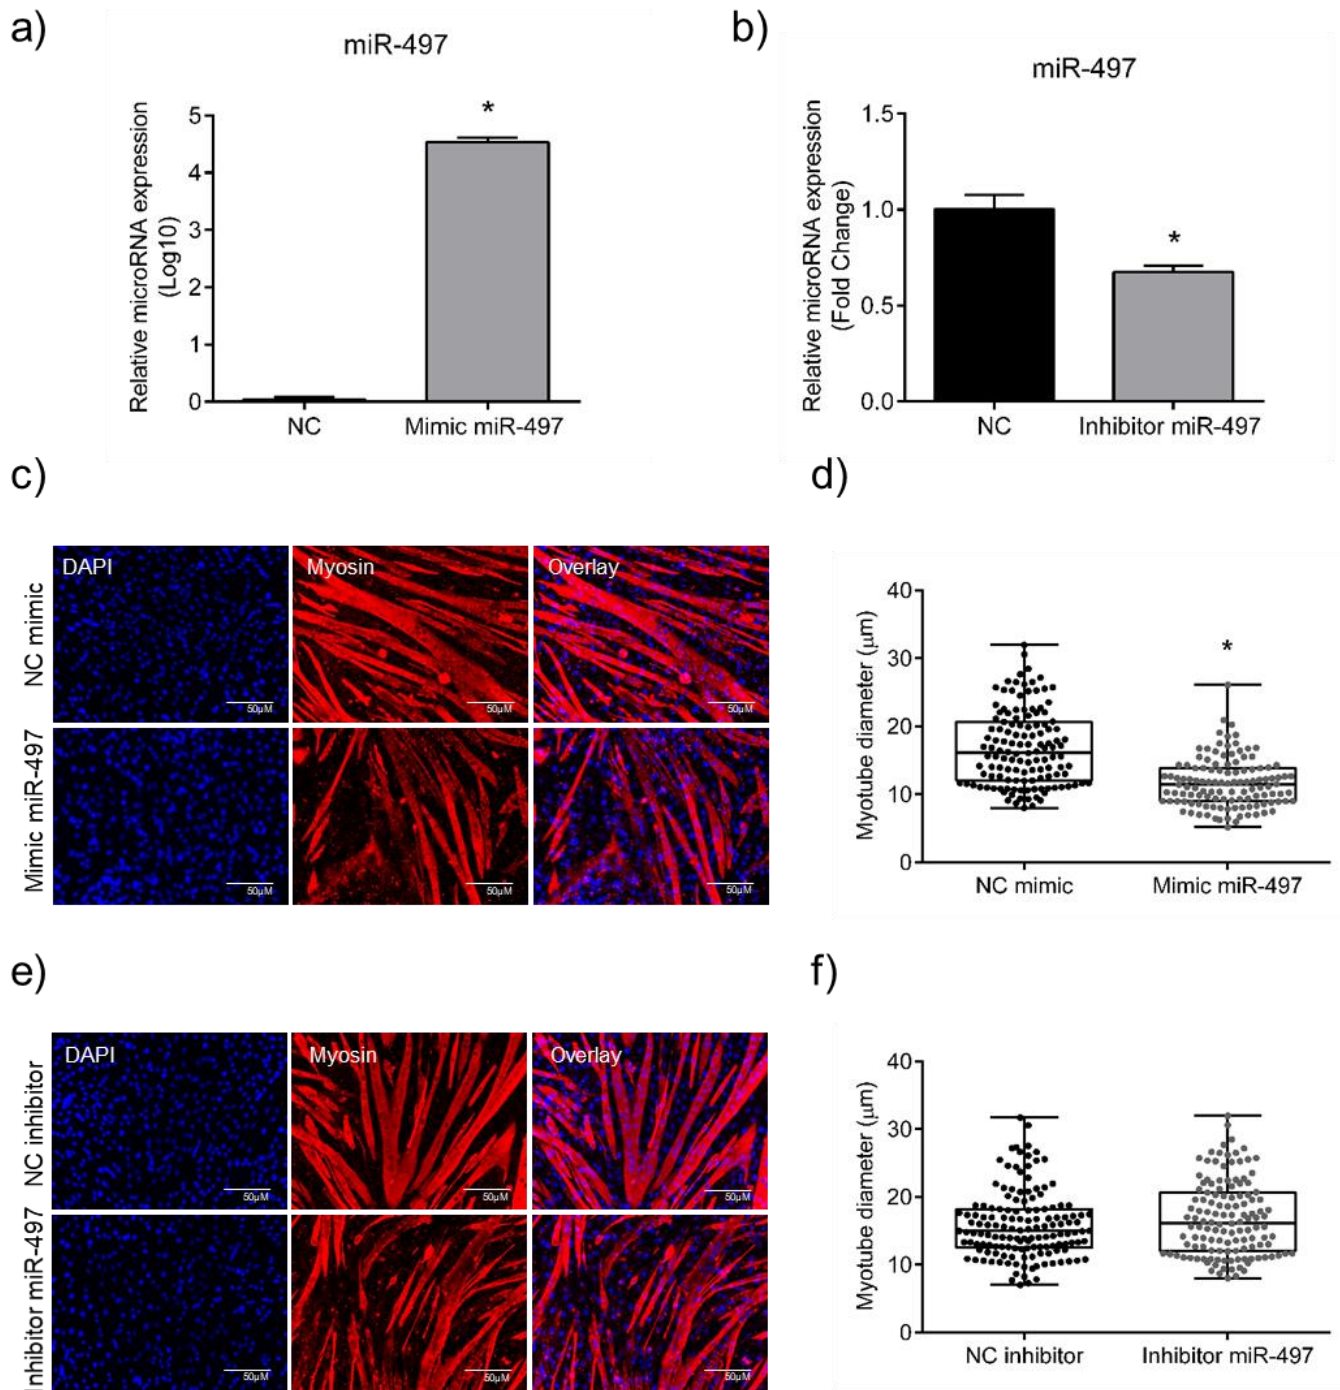 a)
miR-497
Relative microRNA expression
(Log10)
5
4
3
2
1
0
*
NC
Mimic miR-497
b)
miR-497
Relative microRNA expression
(Fold Change)
1.5
1.0
0.5
0.0
*
NC
Inhibitor miR-497
c)
NC mimic
DAPI
Myosin
Overlay
50µM
50µM
50µM
Mimic miR-497
50µM
50µM
50µM
d)
Myotube diameter (µm)
40
30
20
10
0
*
NC mimic
Mimic miR-497
e)
NC inhibitor
DAPI
Myosin
Overlay
50µM
50µM
50µM
Inhibitor miR-497
50µM
50µM
50µM
f)
Myotube diameter (µm)
40
30
20
10
0
NC inhibitor
Inhibitor miR-497